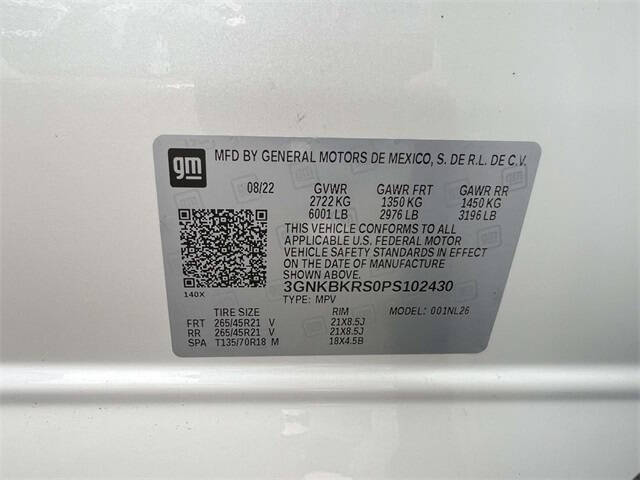 gm MFD BY GENERAL MOTORS DE MEXICO, S. DE R.L. DE C.V.
08/22 GVWR GAWR FRT GAWR RR
2722 KG 1350 KG 1450 KG
6001 LB 2976 LB 3196 LB
THIS VEHICLE CONFORMS TO ALL
APPLICABLE U.S. FEDERAL MOTOR
VEHICLE SAFETY STANDARDS IN EFFECT
ON THE DATE OF MANUFACTURE
SHOWN ABOVE.
140X 3GNKBKRS0PS102430
TYPE: MPV MODEL: 001NL26
TIRE SIZE RIM
FRT 265/45R21 V 21X8.5J
RR 265/45R21 V 21X8.5J
SPA T135/70R18 M 18X4.5B